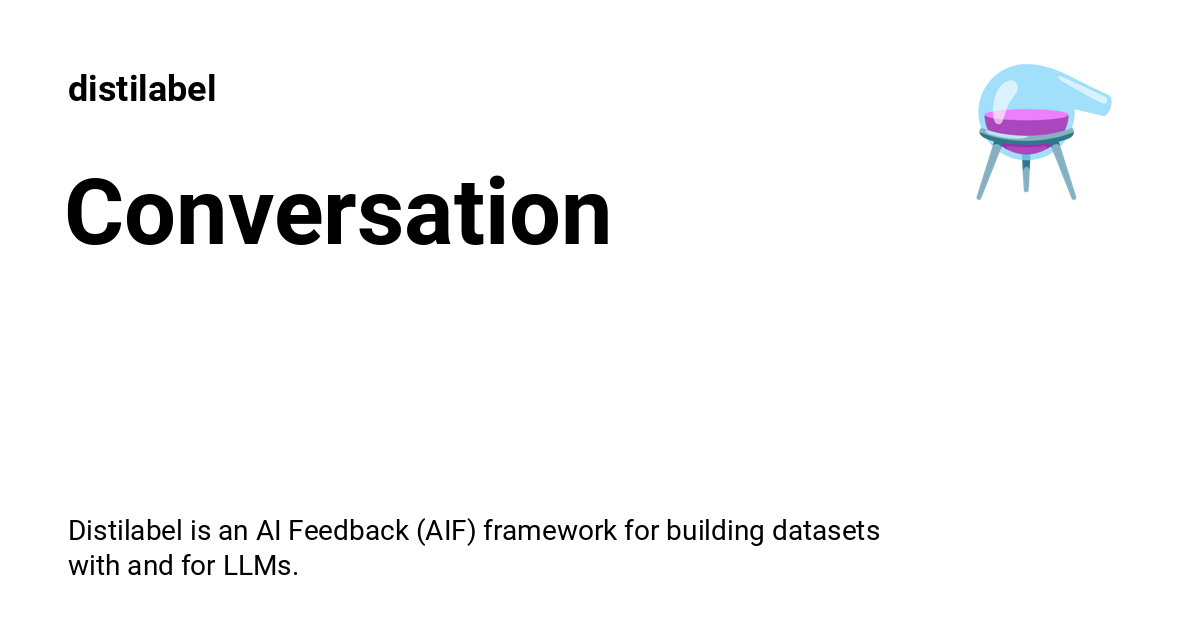 distilabel
Conversation
Distilabel is an AI Feedback (AIF) framework for building datasets
with and for LLMs.